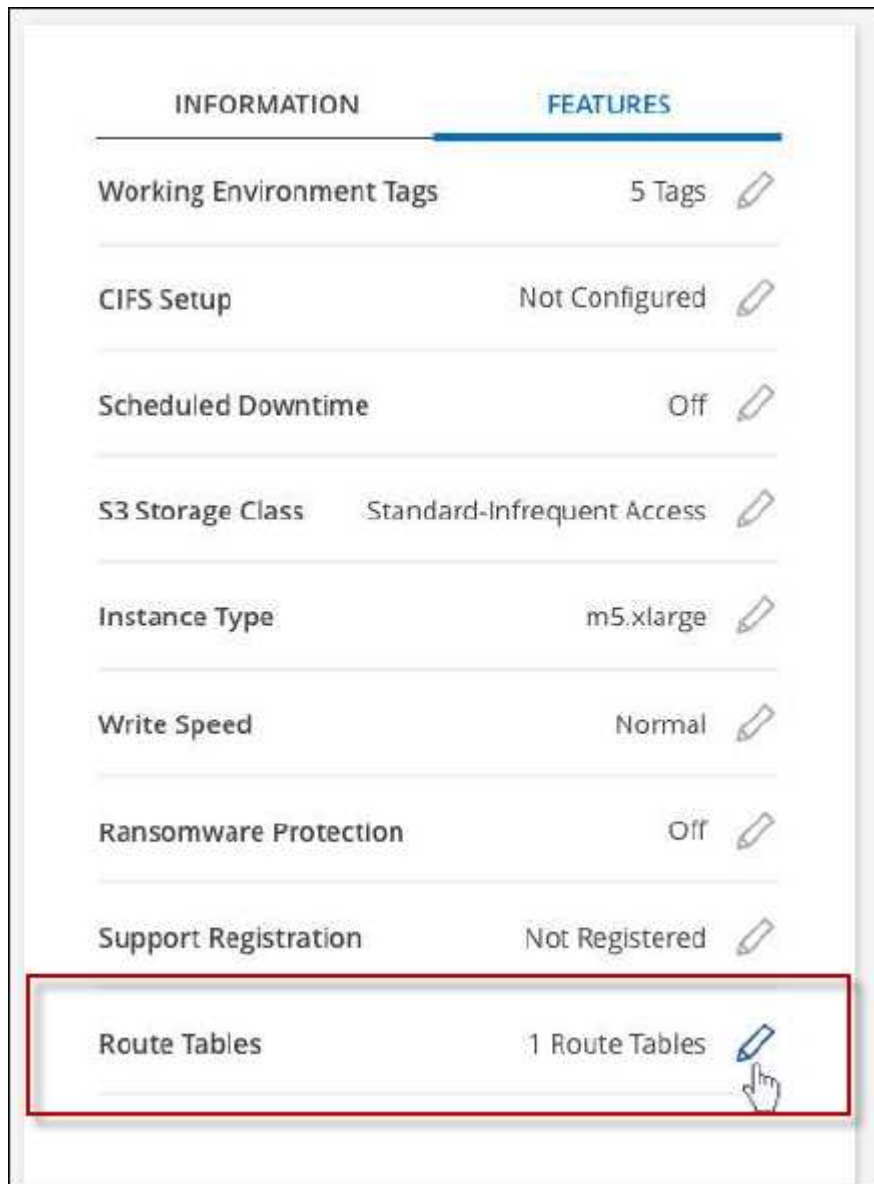 INFORMATION FEATURES
Working Environment Tags 5 Tags
CIFS Setup Not Configured
Scheduled Downtime Off
S3 Storage Class Standard-Infrequent Access
Instance Type m5.xlarge
Write Speed Normal
Ransomware Protection Off
Support Registration Not Registered
Route Tables 1 Route Tables